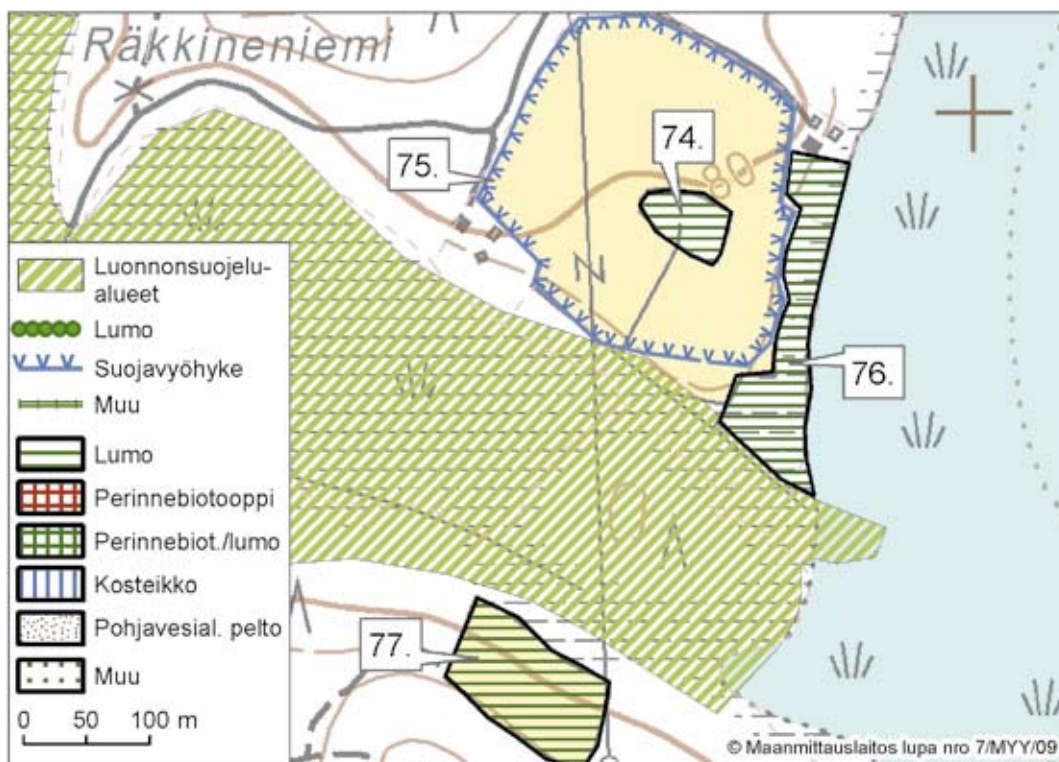 Räkkineniemi
74.
75.
80
76.
77.
Luonnonsuojelu-
alueet
Lumo
Suojavyöhyke
Muu
Lumo
Perinnebiotooppi
Perinnebiot./lumo
Kosteikko
Pohjavesial. pelto
Muu
0 50 100 m
© Maanmittauslaitos lupa nro 7/MYY/09